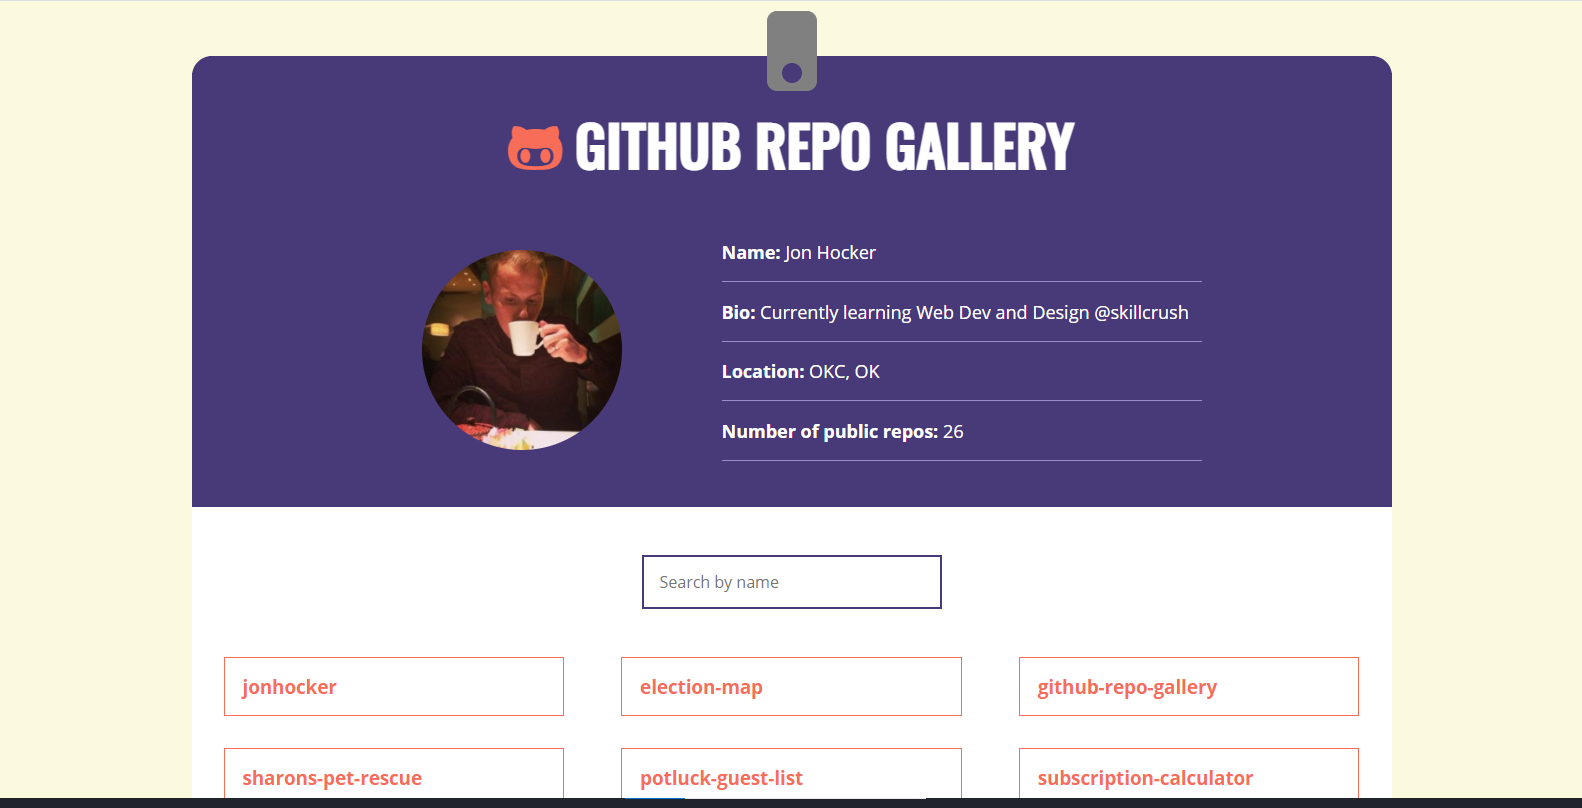 GITHUB REPO GALLERY
Name: Jon Hocker
Bio: Currently learning Web Dev and Design @skillcrush
Location: OKC, OK
Number of public repos: 26
Search by name
jonhocker
election-map
github-repo-gallery
sharons-pet-rescue
potluck-guest-list
subscription-calculator